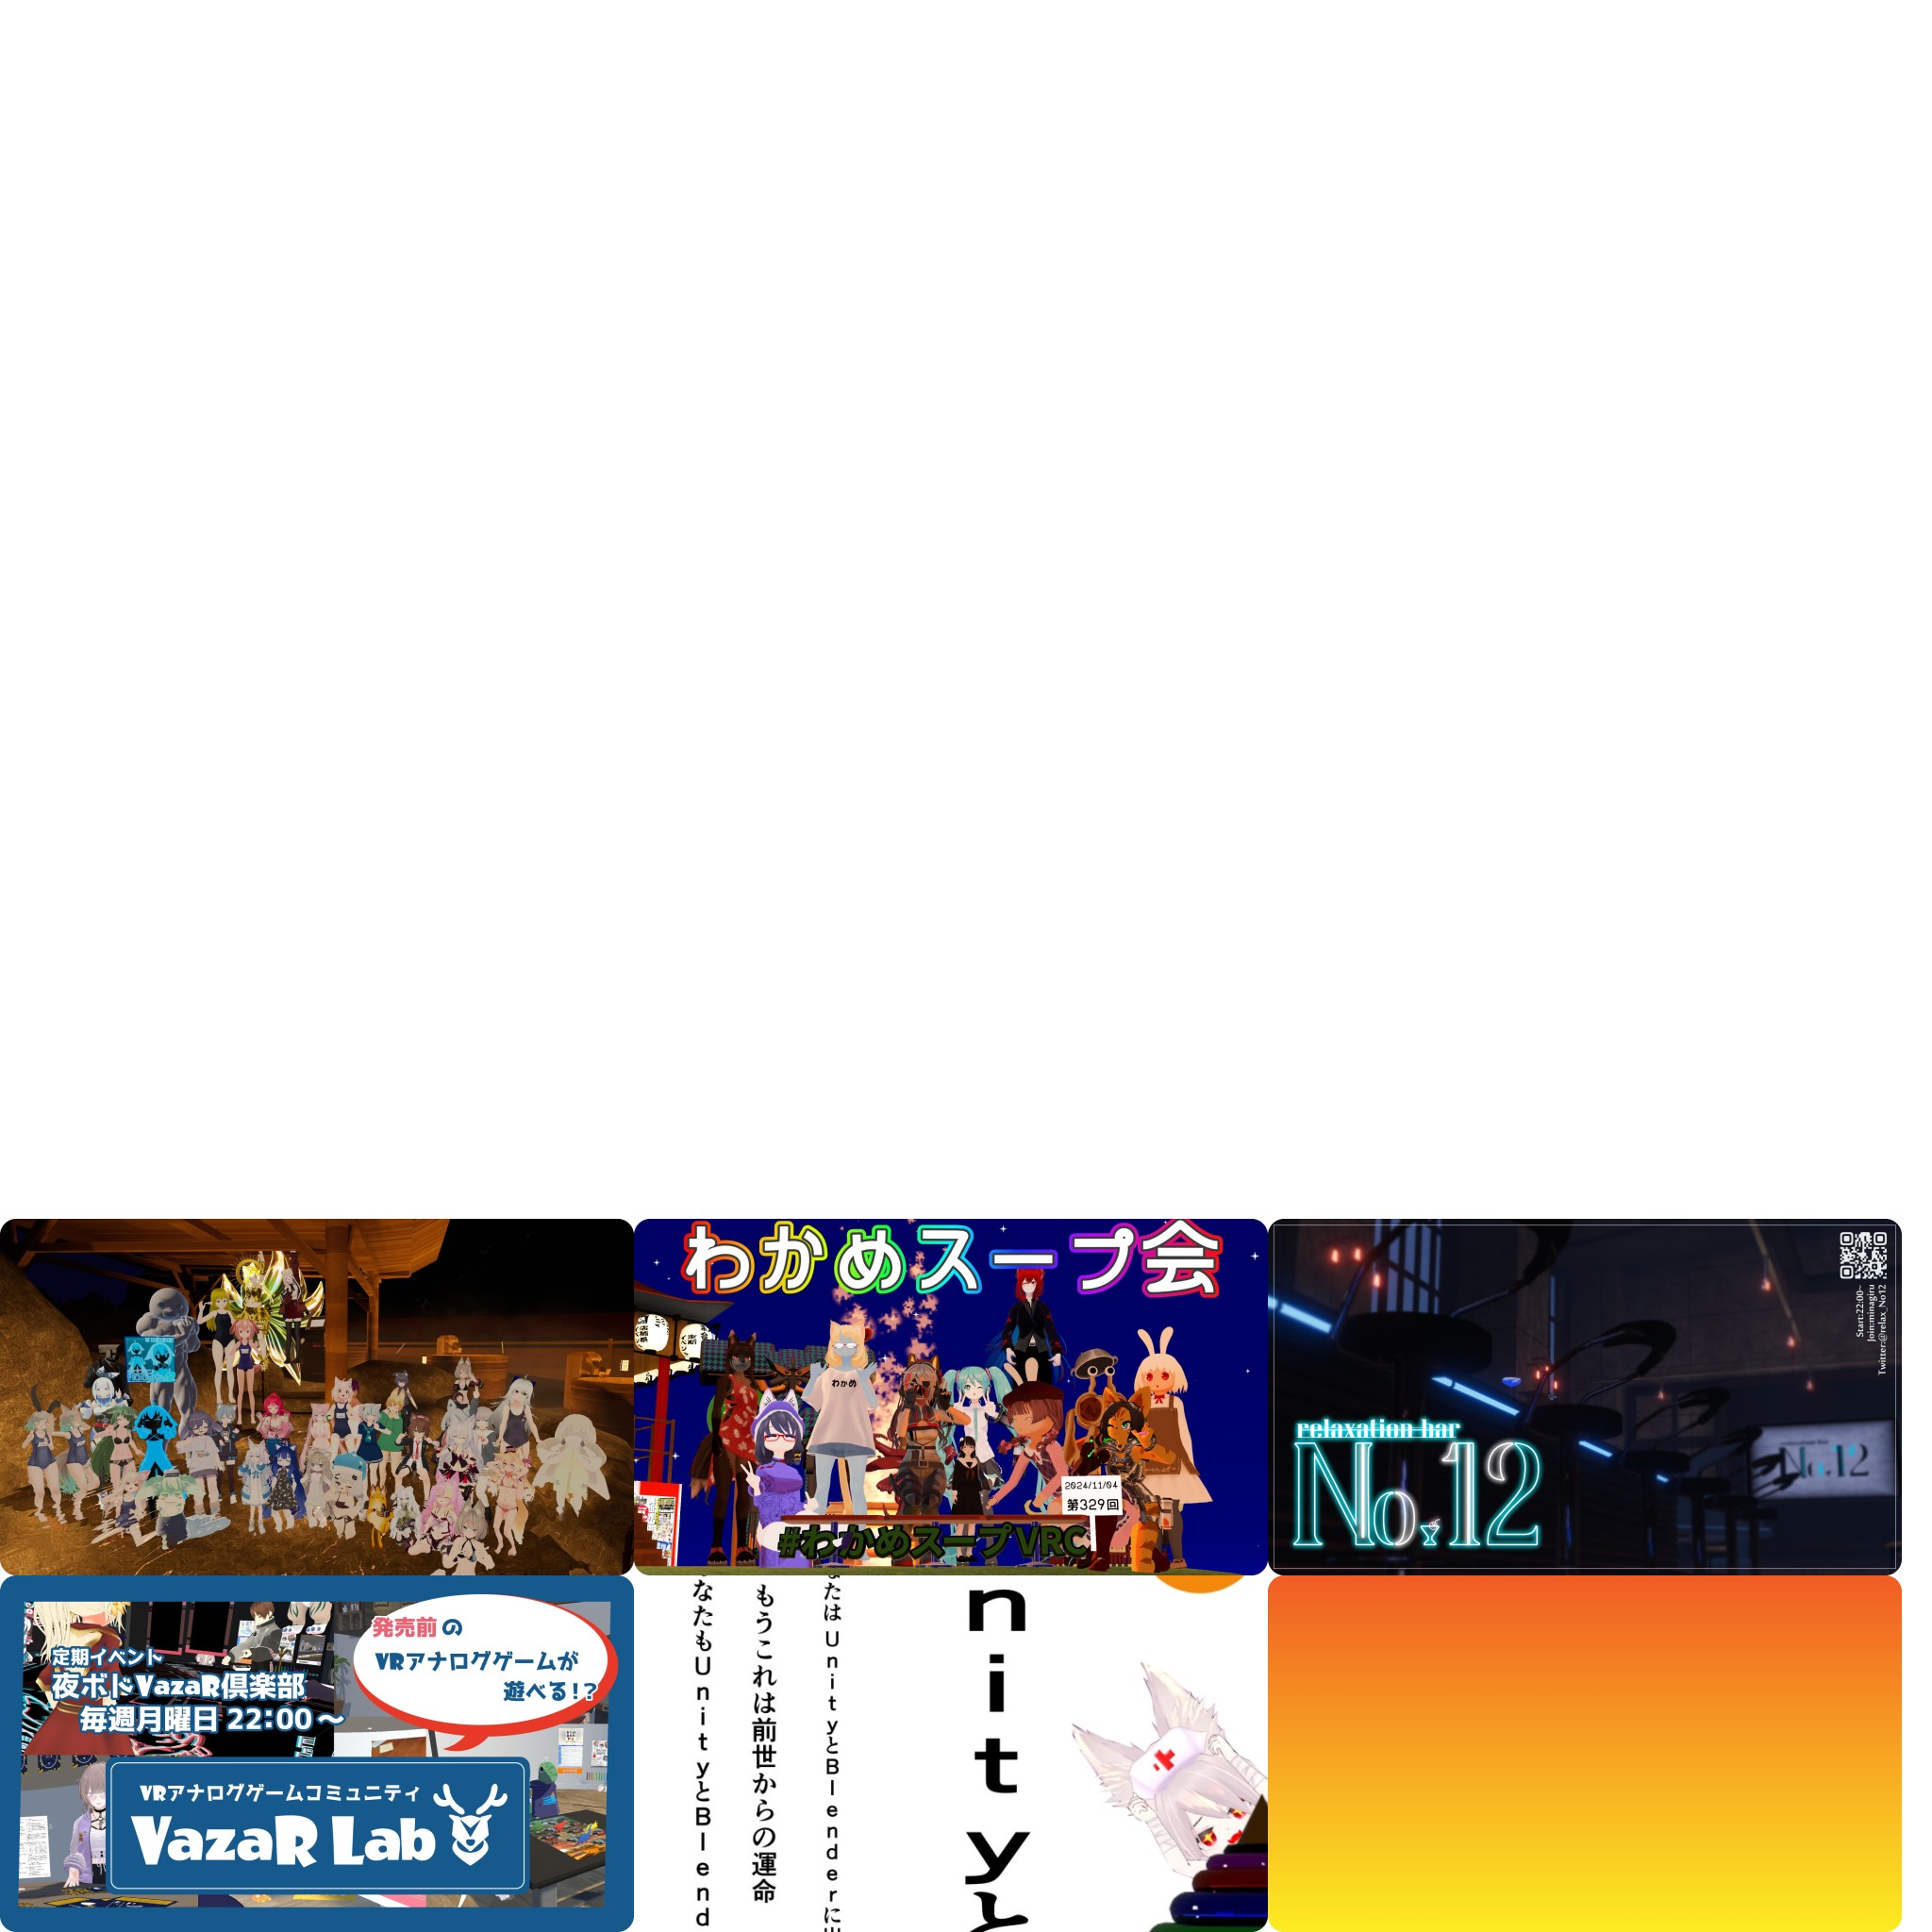 わかめスープ会
わかめ
2024/11/04
第329回
#わかめスープVRC
Start:22:00~
Join:minagiru
Twitter:@relax_No12
relaxation bar
No.12
No.12
発売前の
VRアナログゲームが
遊べる!?
定期イベント
夜ボドVazaR倶楽部
毎週月曜日 22:00～
VRアナログゲームコミュニティ
VazaR Lab
nityと
たはUnityとBlenderに
もうこれは前世からの運命
なたもUnityとBlend